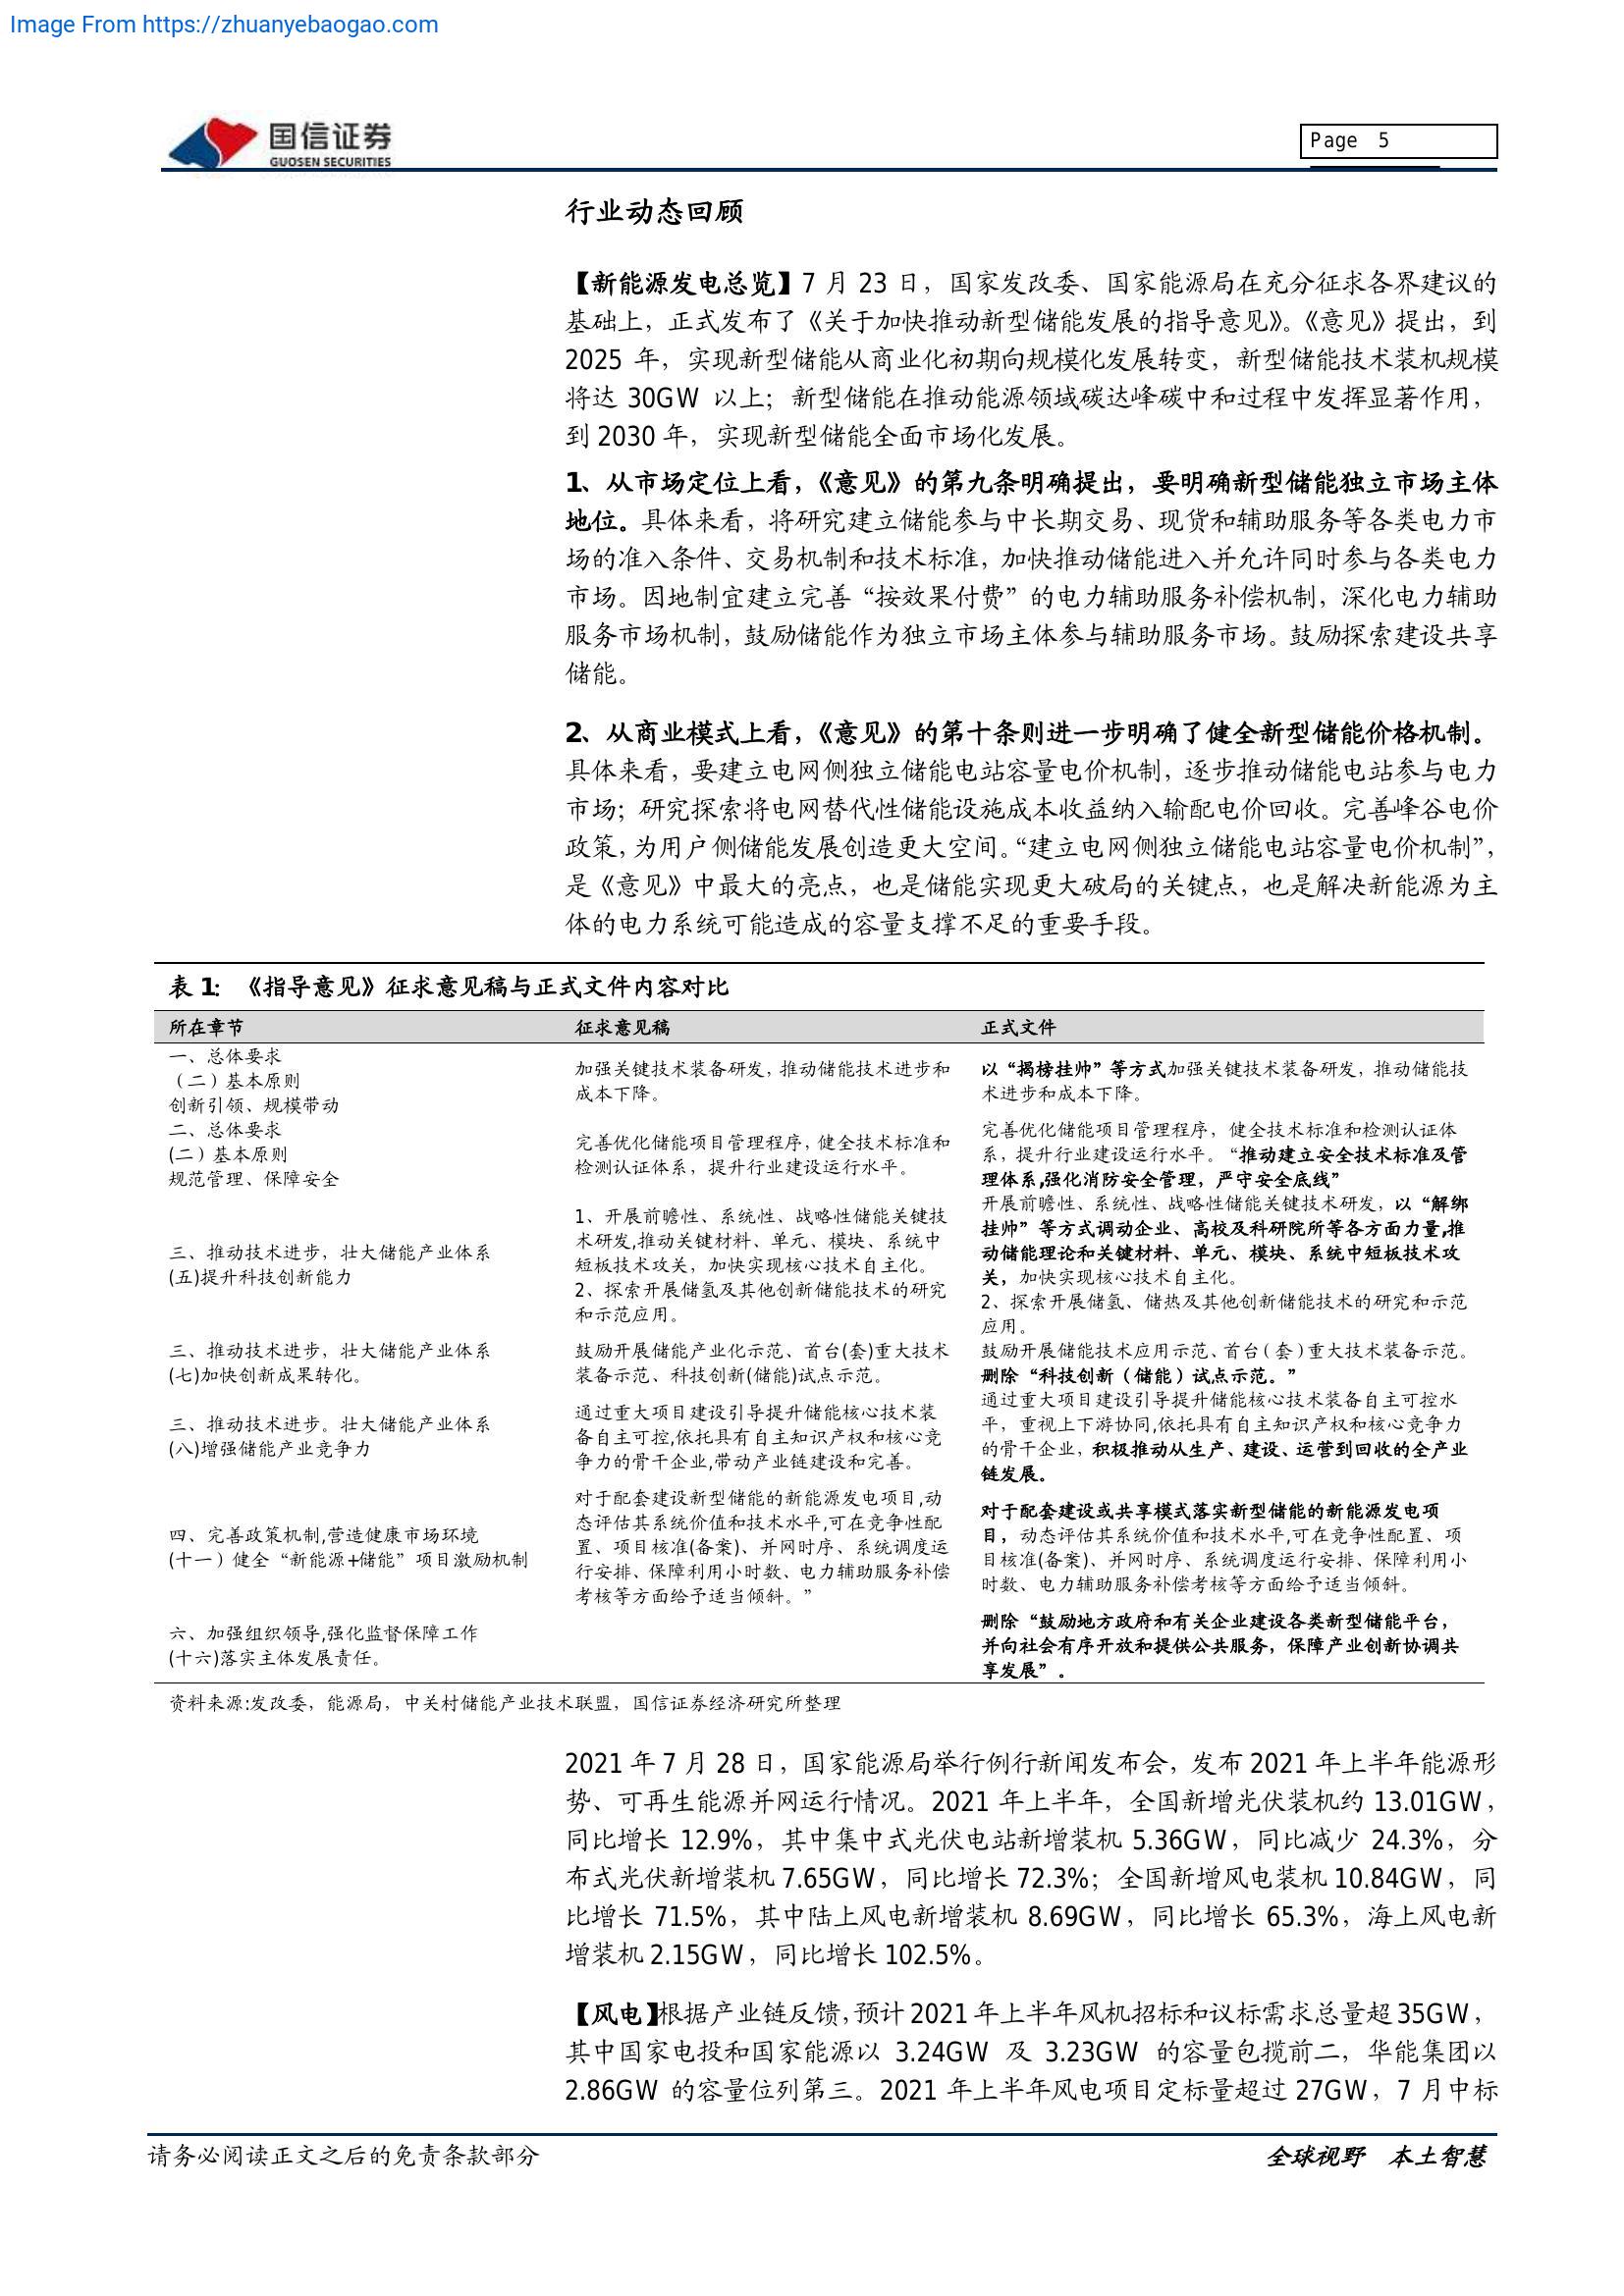 Image From https://zhuanyebaogao.com
国信证券
GUOSEN SECURITIES
Page 5
行业动态回顾
【新能源发电总览】7 月 23 日，国家发改委、国家能源局在充分征求各界建议的
基础上，正式发布了《关于加快推动新型储能发展的指导意见》。《意见》提出，到
2025 年，实现新型储能从商业化初期向规模化发展转变，新型储能技术装机规模
将达 30GW 以上；新型储能在推动能源领域碳达峰碳中和过程中发挥显著作用，
到 2030 年，实现新型储能全面市场化发展。
1、从市场定位上看，《意见》的第九条明确提出，要明确新型储能独立市场主体
地位。具体来看，将研究建立储能参与中长期交易、现货和辅助服务等各类电力市
场的准入条件、交易机制和技术标准，加快推动储能进入并允许同时参与各类电力
市场。因地制宜建立完善“按效果付费”的电力辅助服务补偿机制，深化电力辅助
服务市场机制，鼓励储能作为独立市场主体参与辅助服务市场。鼓励探索建设共享
储能。
2、从商业模式上看，《意见》的第十条则进一步明确了健全新型储能价格机制。
具体来看，要建立电网侧独立储能电站容量电价机制，逐步推动储能电站参与电力
市场；研究探索将电网替代性储能设施成本收益纳入输配电价回收。完善峰谷电价
政策，为用户侧储能发展创造更大空间。“建立电网侧独立储能电站容量电价机制”，
是《意见》中最大的亮点，也是储能实现更大破局的关键点，也是解决新能源为主
体的电力系统可能造成的容量支撑不足的重要手段。
表 1: 《指导意见》征求意见稿与正式文件内容对比
所在章节 征求意见稿 正式文件
一、总体要求
（二）基本原则
创新引领、规模带动
加强关键技术装备研发，推动储能技术进步和
成本下降。
以“揭榜挂帅”等方式加强关键技术装备研发，推动储能技
术进步和成本下降。
二、总体要求
(二）基本原则
规范管理、保障安全
完善优化储能项目管理程序，健全技术标准和
检测认证体系，提升行业建设运行水平。
完善优化储能项目管理程序，健全技术标准和检测认证体
系，提升行业建设运行水平。“推动建立安全技术标准及管
理体系,强化消防安全管理，严守安全底线”
三、推动技术进步，壮大储能产业体系
(五)提升科技创新能力
1、开展前瞻性、系统性、战略性储能关键技
术研发,推动关键材料、单元、模块、系统中
短板技术攻关，加快实现核心技术自主化。
2、探索开展储氢及其他创新储能技术的研究
和示范应用。
开展前瞻性、系统性、战略性储能关键技术研发，以“解绑
挂帅”等方式调动企业、高校及科研院所等各方面力量,推
动储能理论和关键材料、单元、模块、系统中短板技术攻
关，加快实现核心技术自主化。
2、探索开展储氢、储热及其他创新储能技术的研究和示范
应用。
三、推动技术进步，壮大储能产业体系
(七)加快创新成果转化。
鼓励开展储能产业化示范、首台(套)重大技术
装备示范、科技创新(储能)试点示范。
鼓励开展储能技术应用示范、首台（套）重大技术装备示范。
删除“科技创新（储能）试点示范。”
三、推动技术进步。壮大储能产业体系
(八)增强储能产业竞争力
通过重大项目建设引导提升储能核心技术装
备自主可控,依托具有自主知识产权和核心竞
争力的骨干企业,带动产业链建设和完善。
通过重大项目建设引导提升储能核心技术装备自主可控水
平，重视上下游协同,依托具有自主知识产权和核心竞争力
的骨干企业，积极推动从生产、建设、运营到回收的全产业
链发展。
四、完善政策机制,营造健康市场环境
(十一）健全“新能源+储能”项目激励机制
对于配套建设新型储能的新能源发电项目,动
态评估其系统价值和技术水平,可在竞争性配
置、项目核准(备案)、并网时序、系统调度运
行安排、保障利用小时数、电力辅助服务补偿
考核等方面给予适当倾斜。”
对于配套建设或共享模式落实新型储能的新能源发电项
目，动态评估其系统价值和技术水平,可在竞争性配置、项
目核准(备案)、并网时序、系统调度运行安排、保障利用小
时数、电力辅助服务补偿考核等方面给予适当倾斜。
六、加强组织领导,强化监督保障工作
(十六)落实主体发展责任。
删除“鼓励地方政府和有关企业建设各类新型储能平台，
并向社会有序开放和提供公共服务，保障产业创新协调共
享发展”。
资料来源:发改委，能源局，中关村储能产业技术联盟，国信证券经济研究所整理
2021 年 7 月 28 日，国家能源局举行例行新闻发布会，发布 2021 年上半年能源形
势、可再生能源并网运行情况。2021 年上半年，全国新增光伏装机约 13.01GW，
同比增长 12.9%，其中集中式光伏电站新增装机 5.36GW，同比减少 24.3%，分
布式光伏新增装机 7.65GW，同比增长 72.3%；全国新增风电装机 10.84GW，同
比增长 71.5%，其中陆上风电新增装机 8.69GW，同比增长 65.3%，海上风电新
增装机 2.15GW，同比增长 102.5%。
【风电】根据产业链反馈，预计 2021 年上半年风机招标和议标需求总量超 35GW，
其中国家电投和国家能源以 3.24GW 及 3.23GW 的容量包揽前二，华能集团以
2.86GW 的容量位列第三。2021 年上半年风电项目定标量超过 27GW，7 月中标
请务必阅读正文之后的免责条款部分
全球视野 本土智慧